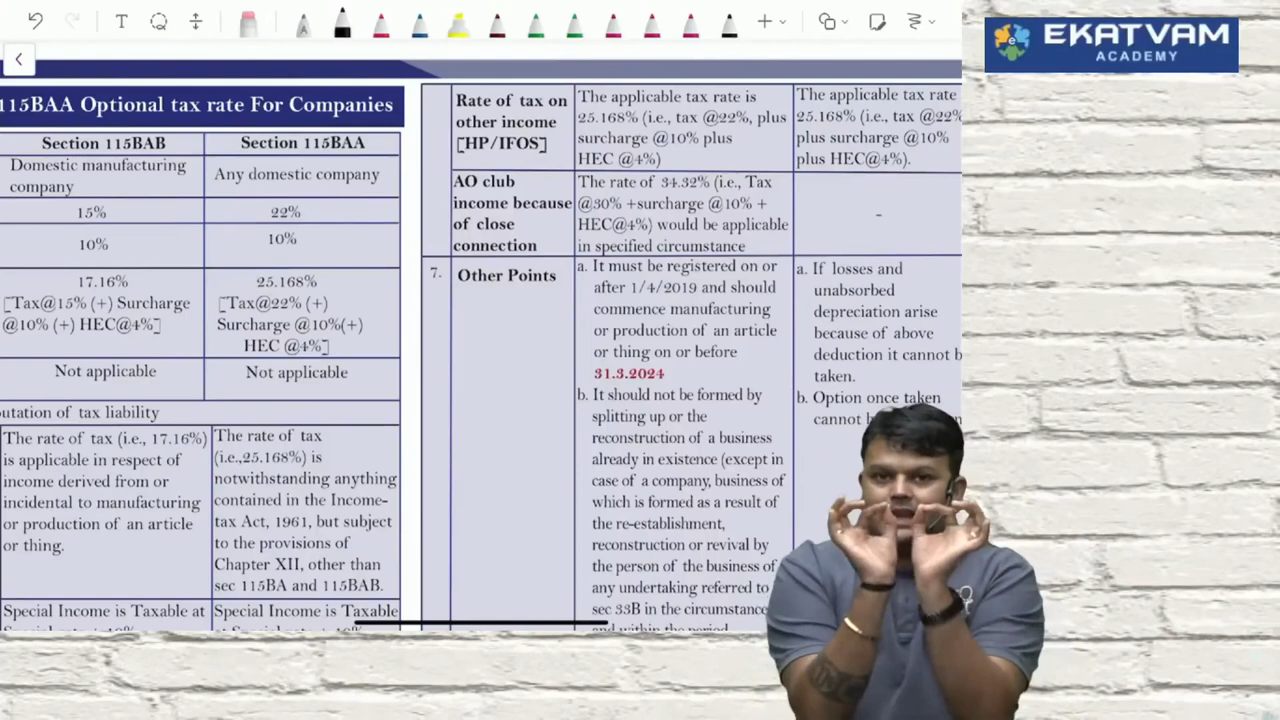 EKATVAM
ACADEMY
T
115BAA Optional tax rate For Companies
Section 115BAB
Section 115BAA
Domestic manufacturing
company
Any domestic company
15%
22%
10%
10%
17.16%
[Tax@15% (+) Surcharge
@10% (+) HEC@4%]
25.168%
[Tax@22% (+)
Surcharge @10%(+)
HEC @4%]
Not applicable
Not applicable
utation of tax liability
The rate of tax (i.e., 17.16%)
is applicable in respect of
income derived from or
incidental to manufacturing
or production of an article
or thing.
The rate of tax
(i.e.,25.168%) is
notwithstanding anything
contained in the Income-
tax Act, 1961, but subject
to the provisions of
Chapter XII, other than
sec 115BA and 115BAB.
Special Income is Taxable at
Special Income is Taxable
Rate of tax on
other income
[HP/IFOS]
The applicable tax rate is
25.168% (i.e., tax @22%, plus
surcharge @10% plus
HEC @4%)
The applicable tax rate
25.168% (i.e., tax @22%
plus surcharge @10%
plus HEC@4%).
AO club
income because
of close
connection
The rate of 34.32% (i.e., Tax
@30% +surcharge @10% +
HEC@4%) would be applicable
in specified circumstance
-
7.
Other Points
a. It must be registered on or
after 1/4/2019 and should
commence manufacturing
or production of an article
or thing on or before
31.3.2024
b. It should not be formed by
splitting up or the
reconstruction of a business
already in existence (except in
case of a company, business of
which is formed as a result of
the re-establishment,
reconstruction or revival by
the person of the business of
any undertaking referred to
sec 33B in the circumstance
and within the period
a. If losses and
unabsorbed
depreciation arise
because of above
deduction it cannot b
taken.
b. Option once taken
cannot